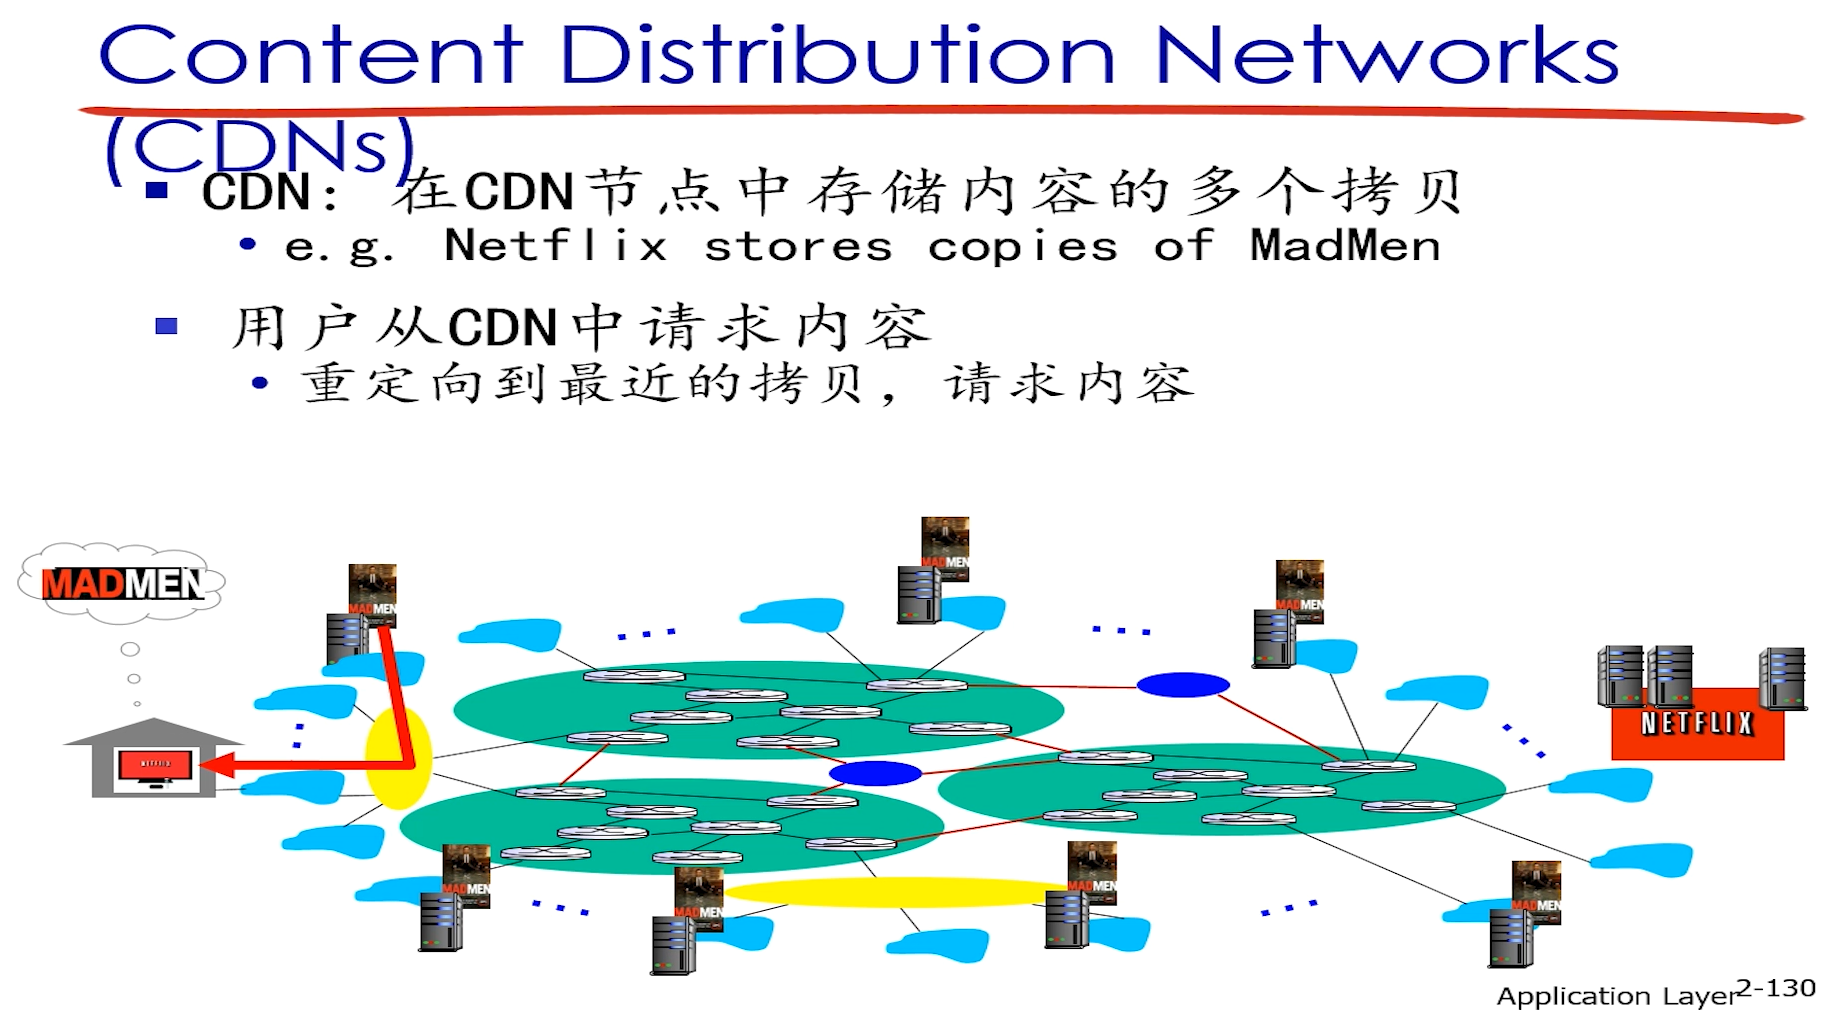 Content Distribution Networks
(CDNs)
CDN: 在CDN节点中存储内容的多个拷贝
e.g. Netflix stores copies of MadMen
用户从CDN中请求内容
重定向到最近的拷贝，请求内容
MADMEN
MADMEN
MADMEN
MADMEN
NETFLIX
NETFLIX
MADMEN
MADMEN
MADMEN
MADMEN
Application Layer
2-130